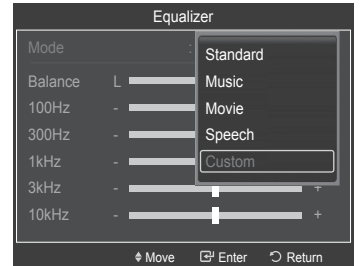 Equalizer
Mode :
Standard
Music
Movie
Speech
Custom
Balance L
100Hz -
300Hz -
1kHz -
3kHz - +
10kHz - +
Move Enter Return